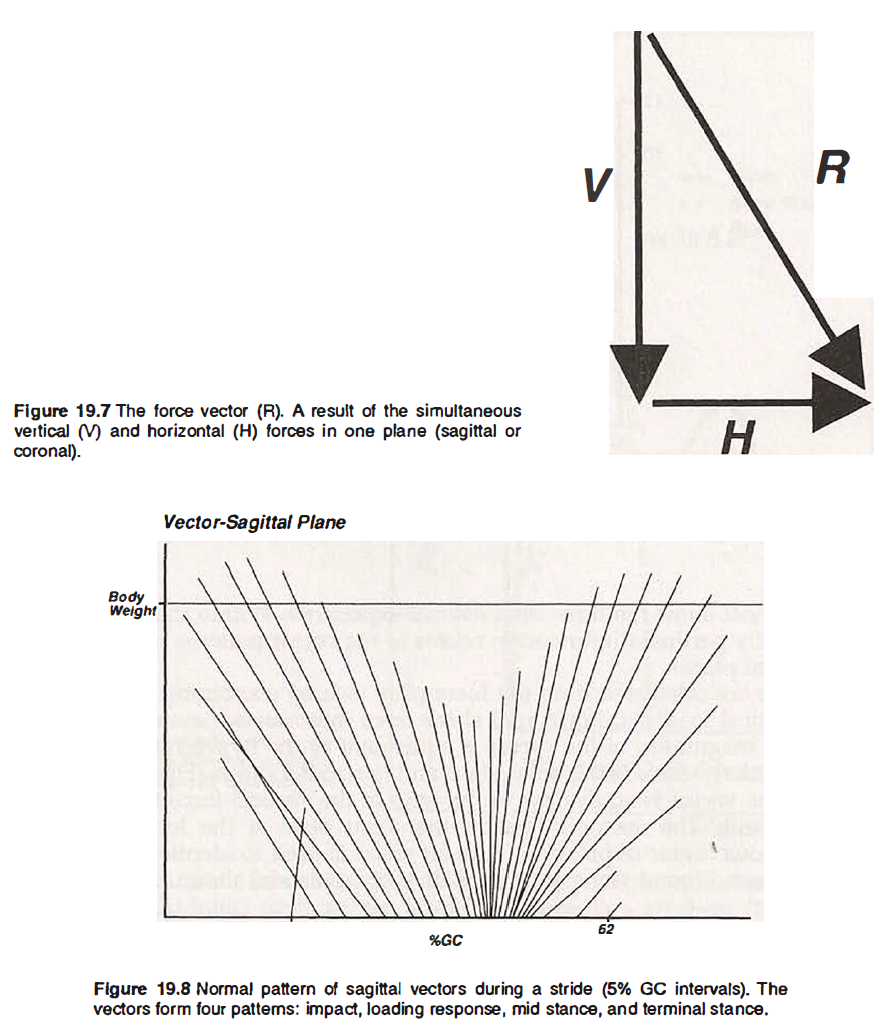 V
R
H
Figure 19.7 The force vector (R). A result of the simultaneous
vertical (V) and horizontal (H) forces in one plane (sagittal or
coronal).
Vector-Sagittal Plane
Body
Weight
62
%GC
Figure 19.8 Normal pattern of sagittal vectors during a stride (5% GC intervals). The
vectors form four patterns: impact, loading response, mid stance, and terminal stance.